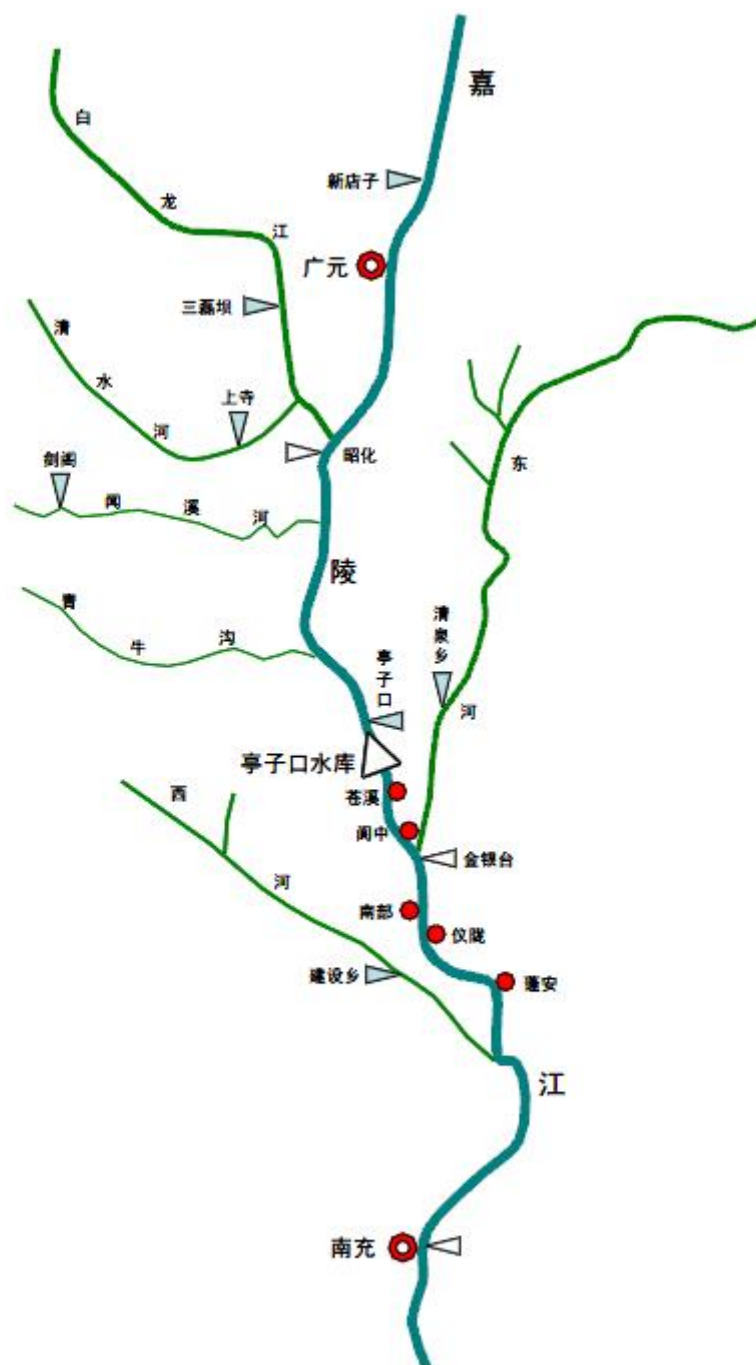 嘉
白龙江
新店子
广元
三磊坝
清水河
上寺
昭化
剑阁
闻溪河
东河
陵
青牛沟
清泉乡
亭子口
亭子口水库
苍溪
西河
阆中
金银台
南部
仪陇
建设乡
蓬安
江
南充